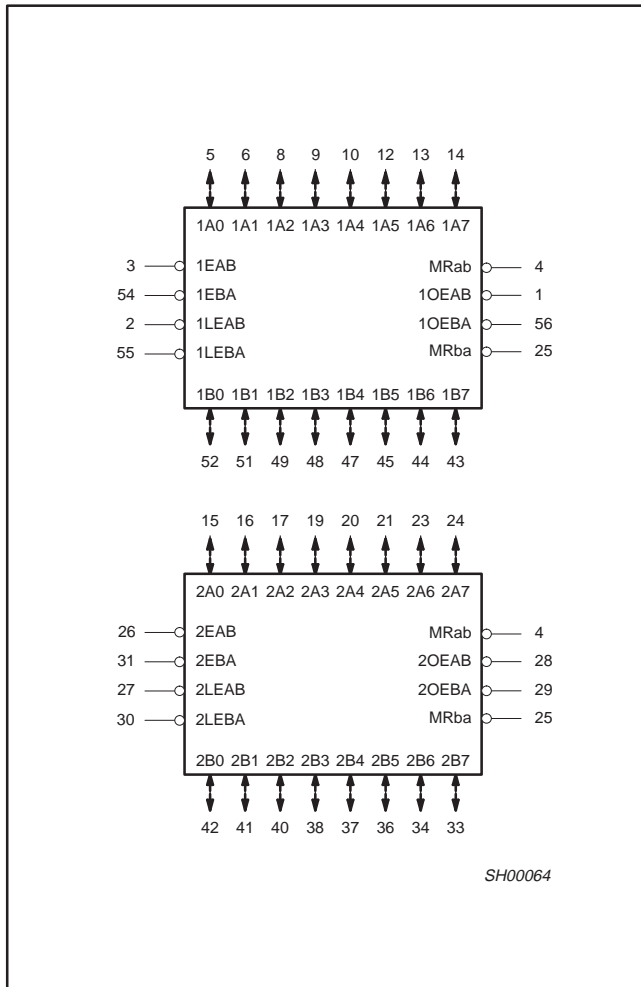 5 6 8 9 10 12 13 14
1A0 1A1 1A2 1A3 1A4 1A5 1A6 1A7
3 1EAB MRab 4
54 1EBA 1OEAB 1
2 1LEAB 1OEBA 56
55 1LEBA MRba 25
1B0 1B1 1B2 1B3 1B4 1B5 1B6 1B7
52 51 49 48 47 45 44 43
15 16 17 19 20 21 23 24
2A0 2A1 2A2 2A3 2A4 2A5 2A6 2A7
26 2EAB MRab 4
31 2EBA 2OEAB 28
27 2LEAB 2OEBA 29
30 2LEBA MRba 25
2B0 2B1 2B2 2B3 2B4 2B5 2B6 2B7
42 41 40 38 37 36 34 33
SH00064